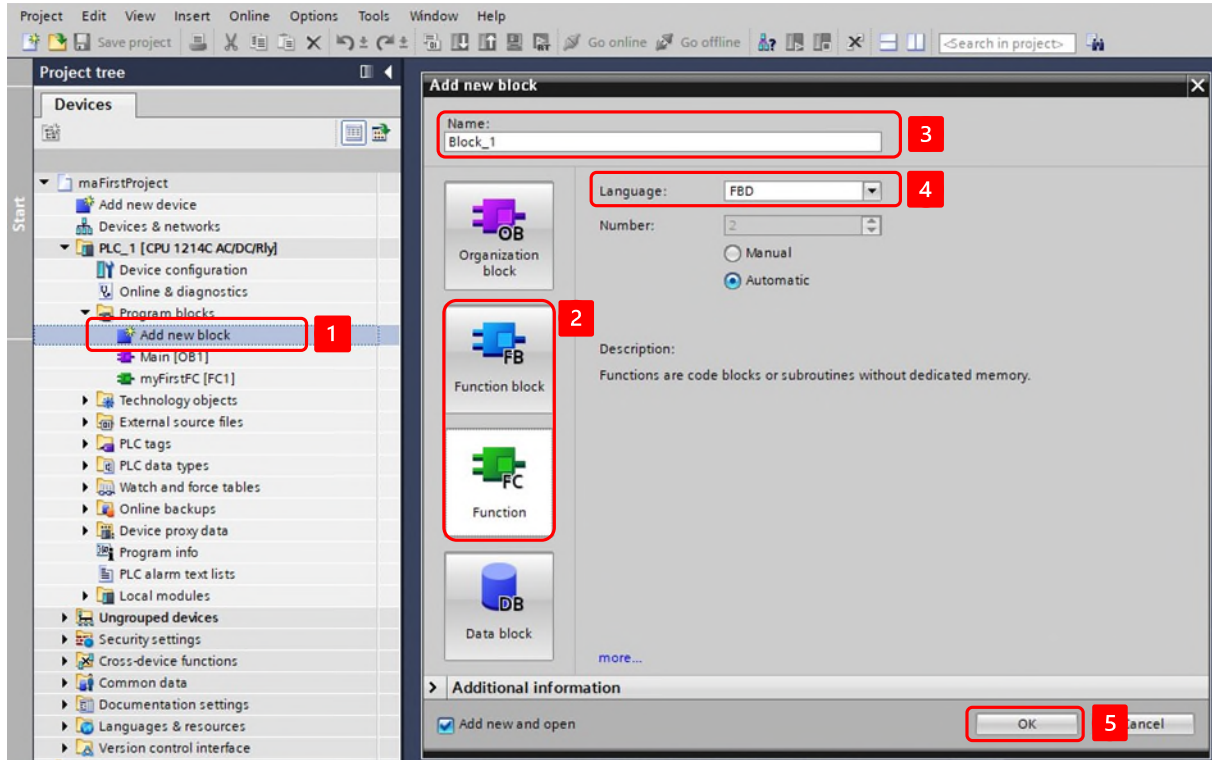 Project Edit View Insert Online Options Tools Window Help
Save project Go online Go offline <Search in project>
Project tree
Devices
Start
maFirstProject
Add new device
Devices & networks
PLC_1 [CPU 1214C AC/DC/Rly]
Device configuration
Online & diagnostics
Program blocks
Add new block
1
Main [OB1]
myFirstFC [FC1]
Technology objects
External source files
PLC tags
PLC data types
Watch and force tables
Online backups
Device proxy data
Program info
PLC alarm text lists
Local modules
Ungrouped devices
Security settings
Cross-device functions
Common data
Documentation settings
Languages & resources
Version control interface
Add new block
Name:
Block_1
3
Language: FBD
4
Number: 2
Manual
Automatic
OB
Organization
block
2
FB
Function block
FC
Function
DB
Data block
Description:
Functions are code blocks or subroutines without dedicated memory.
more...
Additional information
Add new and open
OK
5
ancel